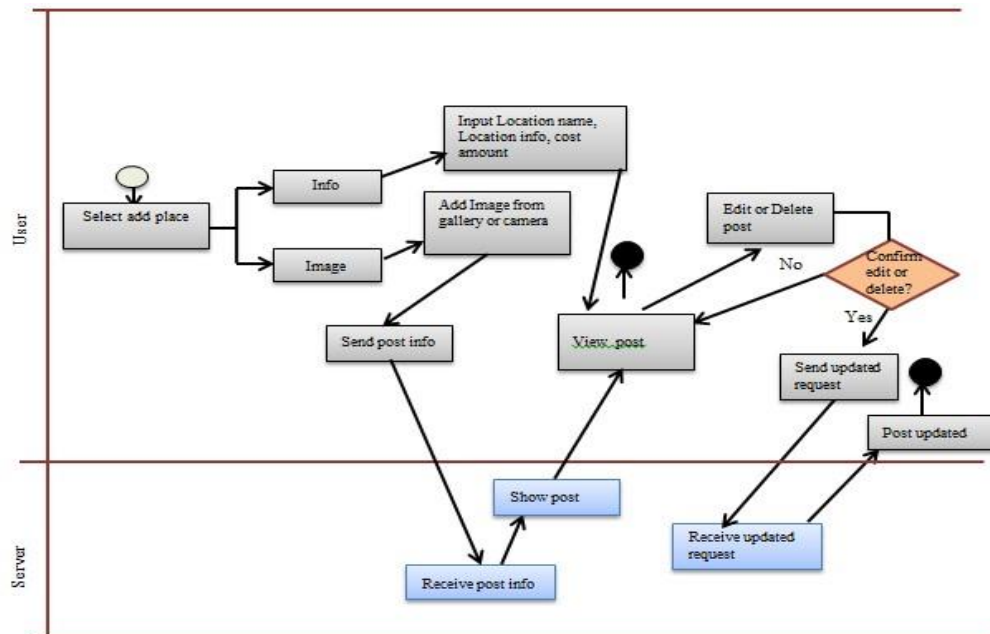 User
Input Location name,
Location info, cost
amount
Info
Select add place
Add Image from
gallery or camera
Edit or Delete
post
Image
No
Confirm
edit or
delete?
Yes
Send post info
View post
Send updated
request
Post updated
Server
Show post
Receive updated
request
Receive post info